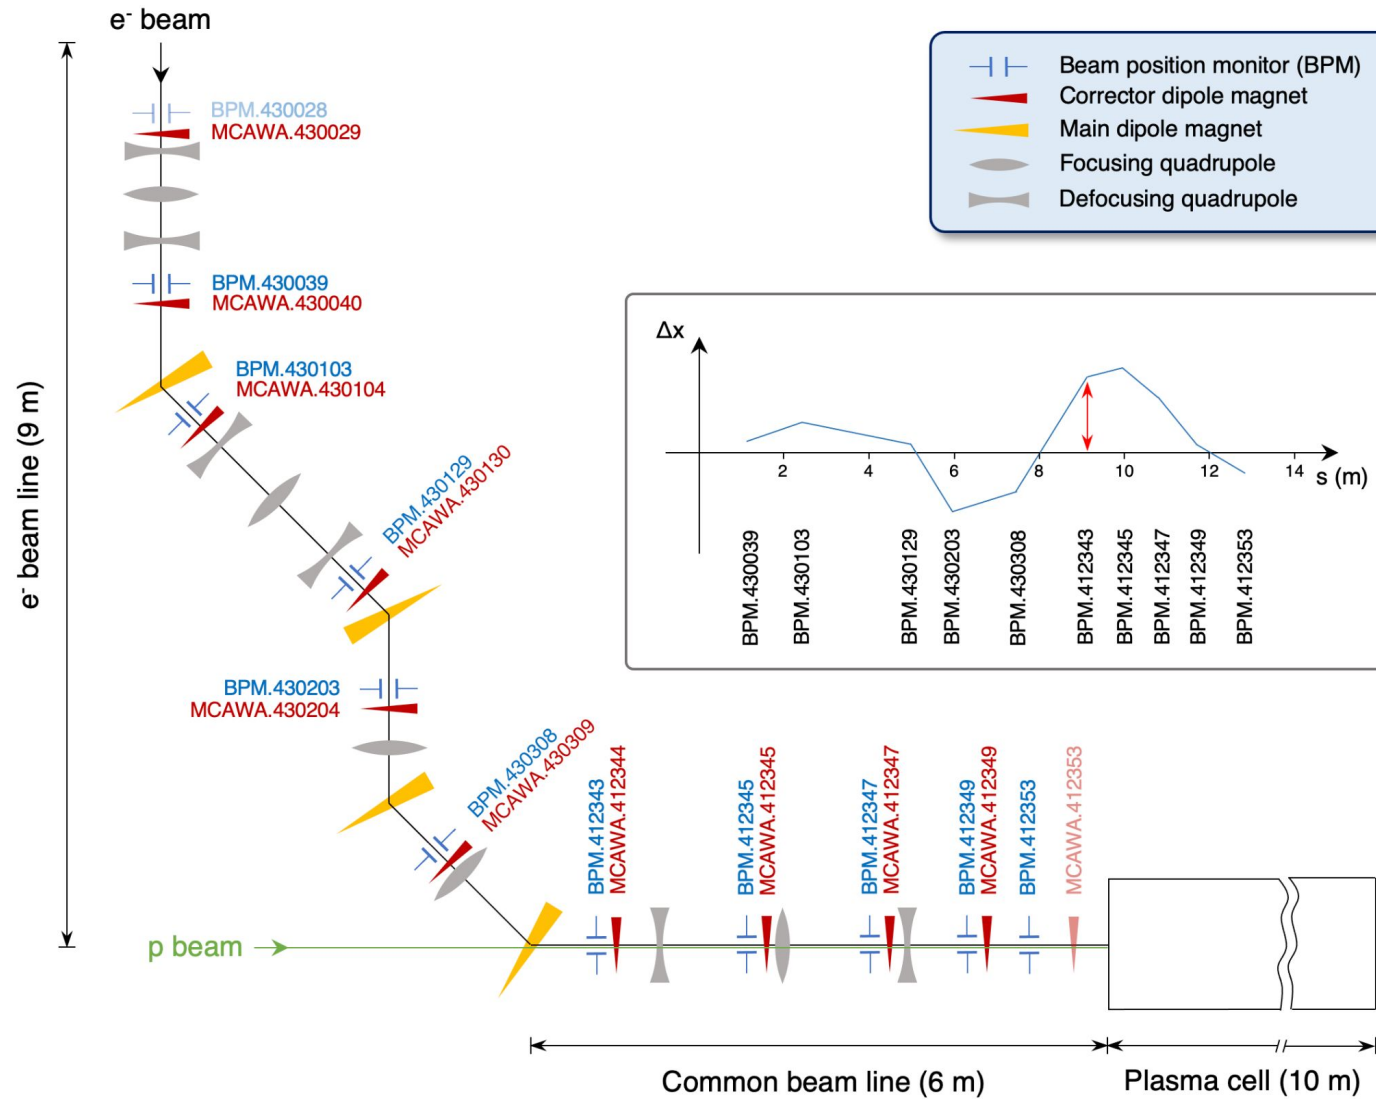 e- beam
BPM.430028
MCAWA.430029
BPM.430039
MCAWA.430040
BPM.430103
MCAWA.430104
BPM.430129
MCAWA.430130
BPM.430203
MCAWA.430204
BPM.430308
MCAWA.430309
BPM.412343
MCAWA.412344
BPM.412345
MCAWA.412345
BPM.412347
MCAWA.412347
BPM.412349
MCAWA.412349
BPM.412353
MCAWA.412353
e- beam line (9 m)
p beam
Common beam line (6 m)
Plasma cell (10 m)
Beam position monitor (BPM)
Corrector dipole magnet
Main dipole magnet
Focusing quadrupole
Defocusing quadrupole
Δx
2 4 6 8 10 12 14
s (m)
BPM.430039
BPM.430103
BPM.430129
BPM.430203
BPM.430308
BPM.412343
BPM.412345
BPM.412347
BPM.412349
BPM.412353